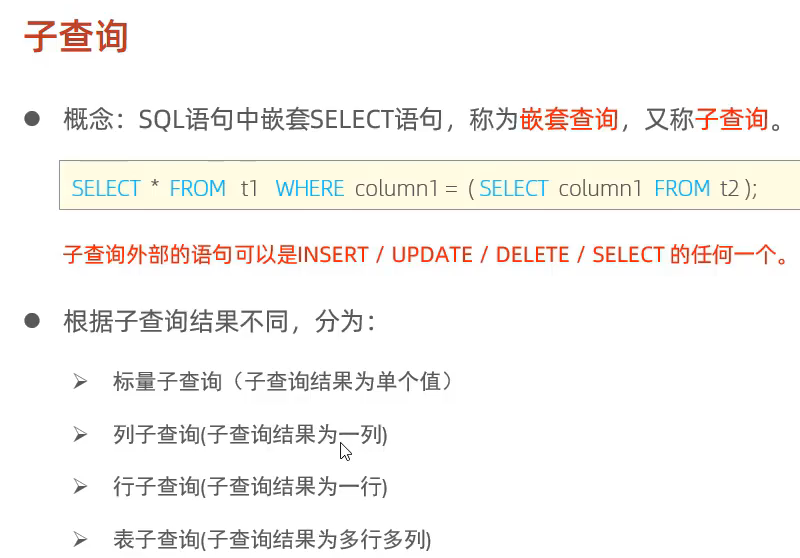 子查询
● 概念：SQL语句中嵌套SELECT语句，称为嵌套查询，又称子查询。
SELECT * FROM t1 WHERE column1 = ( SELECT column1 FROM t2 );
子查询外部的语句可以是INSERT / UPDATE / DELETE / SELECT 的任何一个。
● 根据子查询结果不同，分为：
➢ 标量子查询（子查询结果为单个值）
➢ 列子查询(子查询结果为一列)
➢ 行子查询(子查询结果为一行)
➢ 表子查询(子查询结果为多行多列)